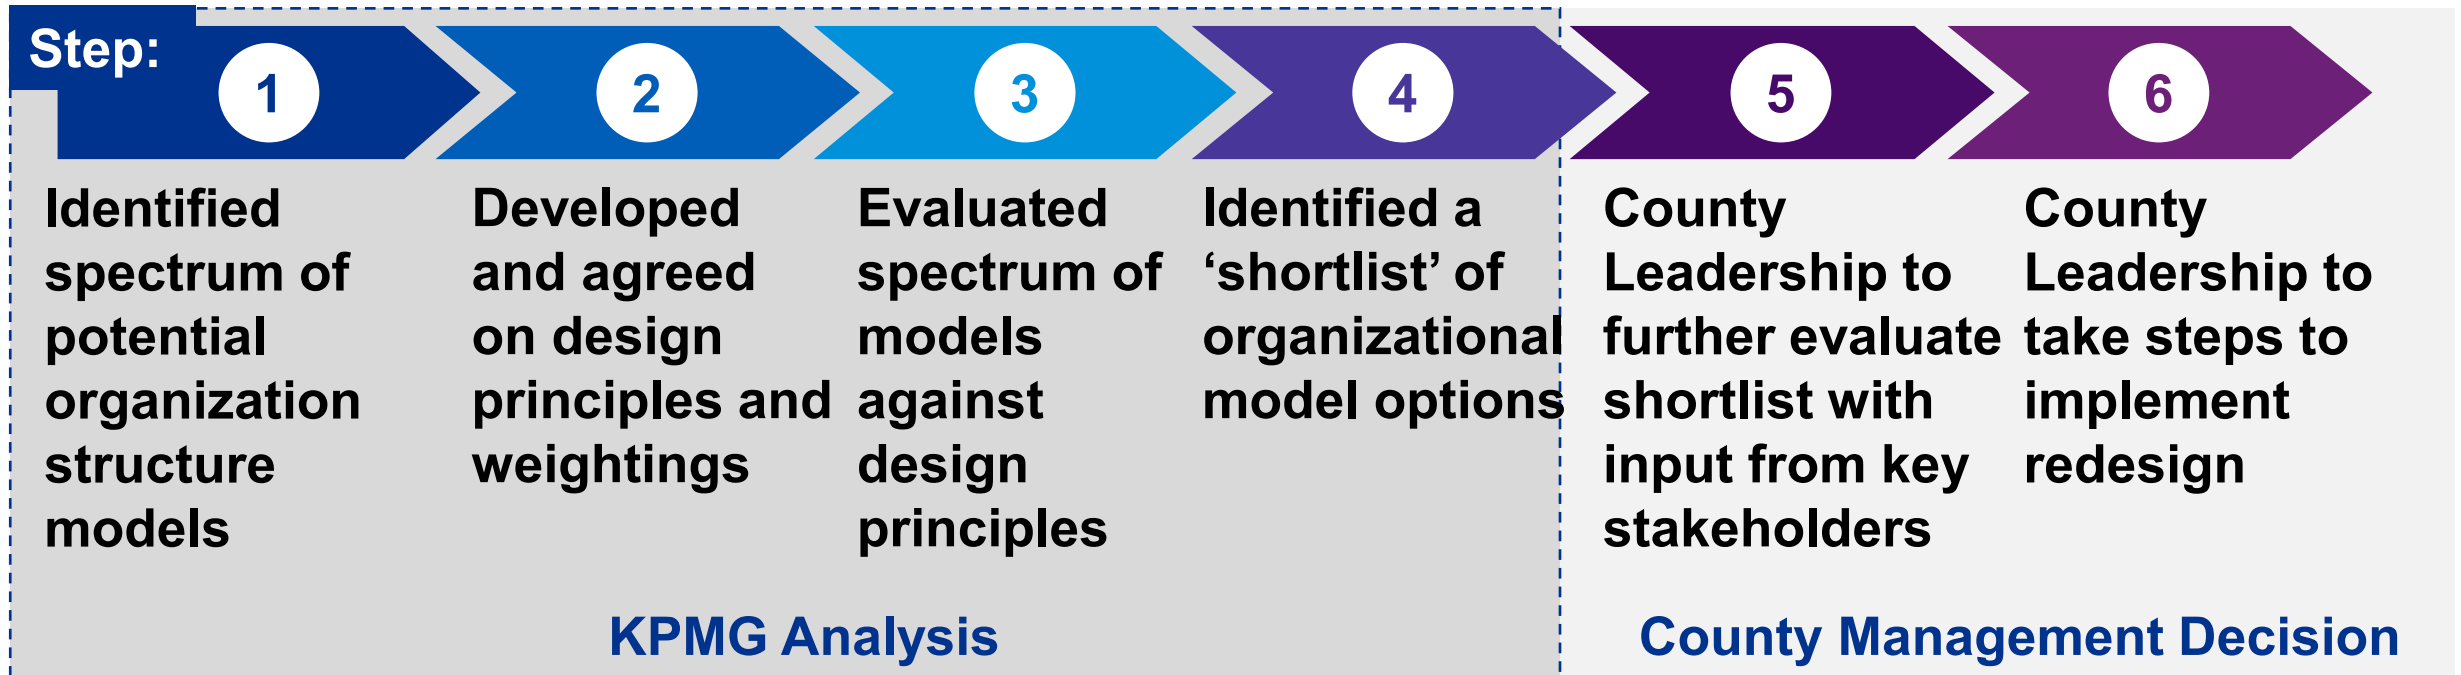 Step:
1
2
3
4
5
6
Identified
spectrum of
potential
organization
structure
models
Developed
and agreed
on design
principles and
weightings
Evaluated
spectrum of
models
against
design
principles
Identified a
‘shortlist’ of
organizational
model options
County
Leadership to
further evaluate
shortlist with
input from key
stakeholders
County
Leadership to
take steps to
implement
redesign
KPMG Analysis
County Management Decision